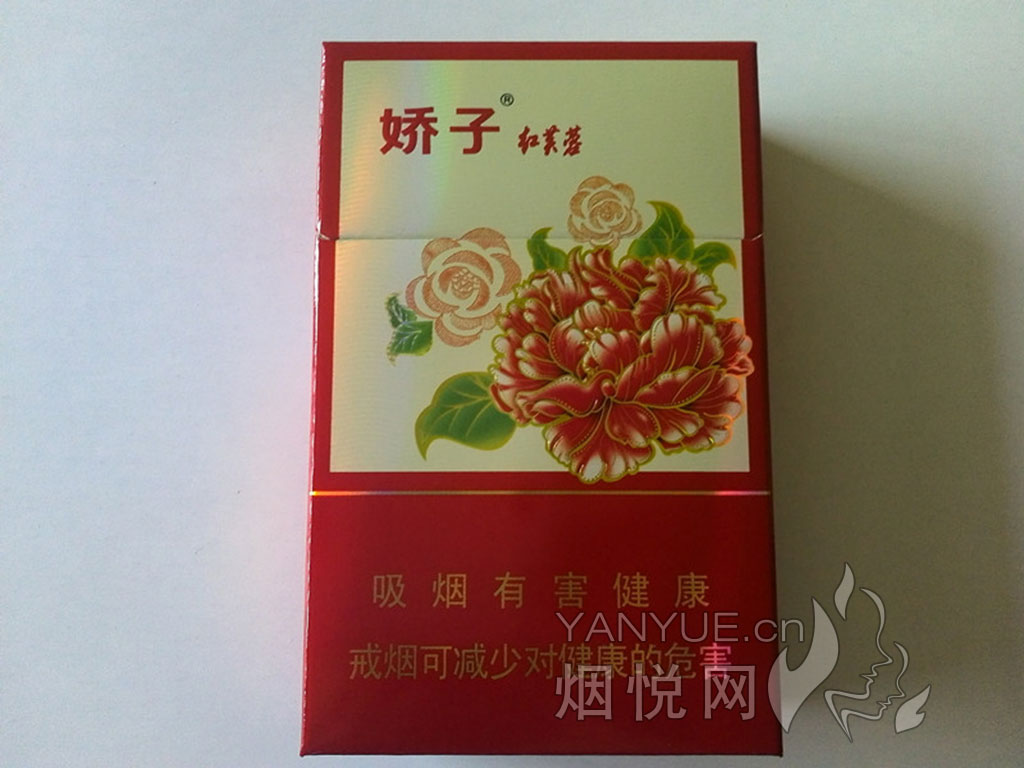 娇子® 红芙蓉
吸烟有害健康
戒烟可减少对健康的危害
YANYUE.cn
烟悦网